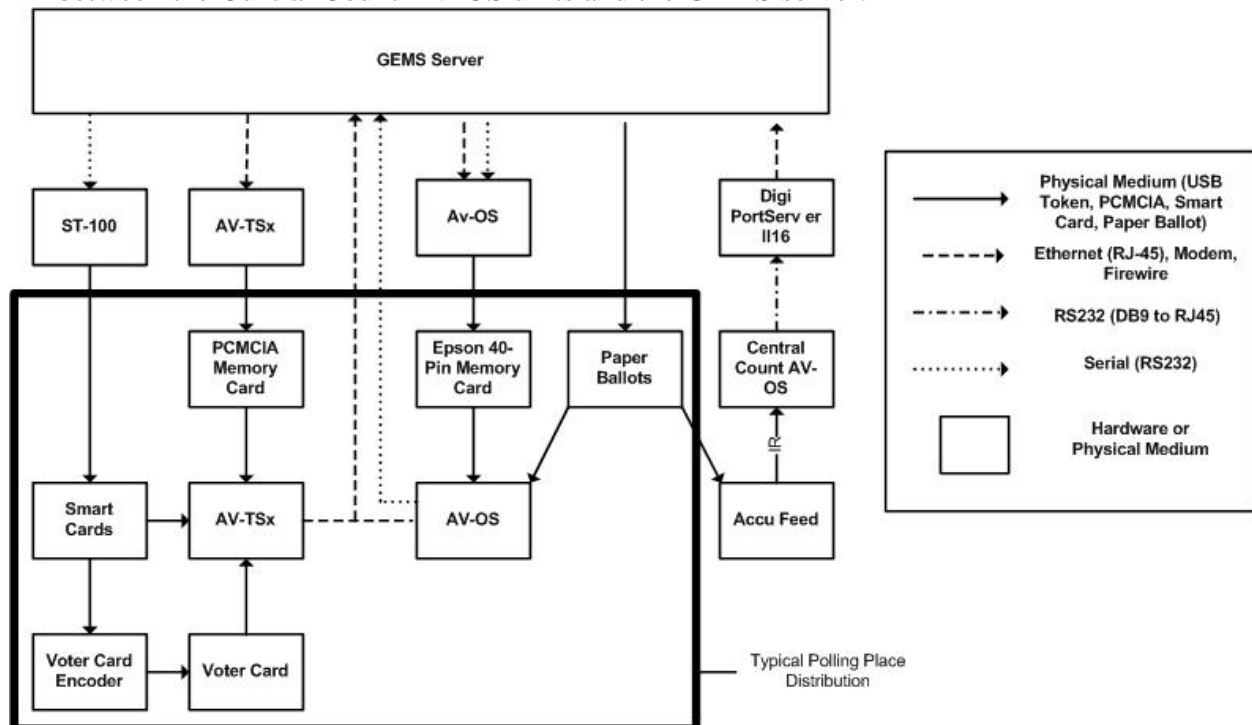 GEMS Server
ST-100
AV-TSx
Av-OS
Digi
PortServ er
II16
PCMCIA
Memory
Card
Epson 40-
Pin Memory
Card
Paper
Ballots
Central
Count AV-
OS
IR
Smart
Cards
AV-TSx
AV-OS
Accu Feed
Voter Card
Encoder
Voter Card
Typical Polling Place
Distribution
Physical Medium (USB
Token, PCMCIA, Smart
Card, Paper Ballot)
Ethernet (RJ-45), Modem,
Firewire
RS232 (DB9 to RJ45)
Serial (RS232)
Hardware or
Physical Medium